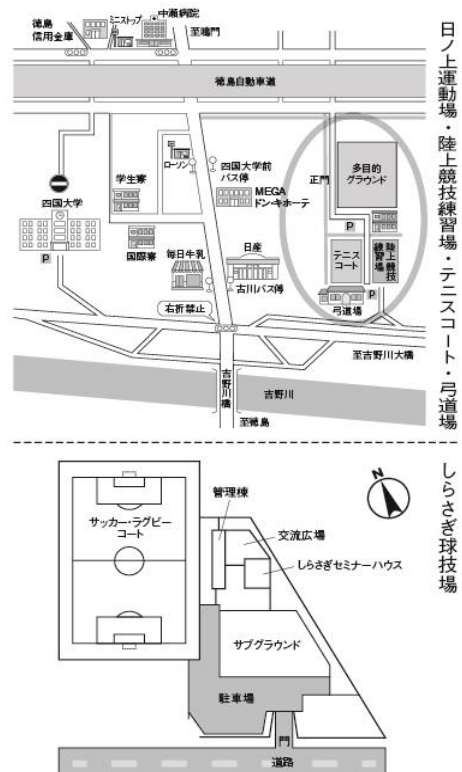 徳島
信用金庫
ミニストップ
中瀬病院
至鳴門
徳島自動車道
日ノ上運動場・陸上競技練習場・テニスコート・弓道場
四国大学
P
学生寮
国際寮
ローソン
毎日牛乳
右折禁止
四国大学前
バス停
MEGA
ドン・キホーテ
日産
古川バス停
正門
多目的
グラウンド
P
テニス
コート
陸上競技
練習場
P
弓道場
至吉野川大橋
吉野川橋
吉野川
至徳島
しらさぎ球技場
N
サッカー・ラグビー
コート
管理棟
交流広場
しらさぎセミナーハウス
サブグラウンド
駐車場
門
道路